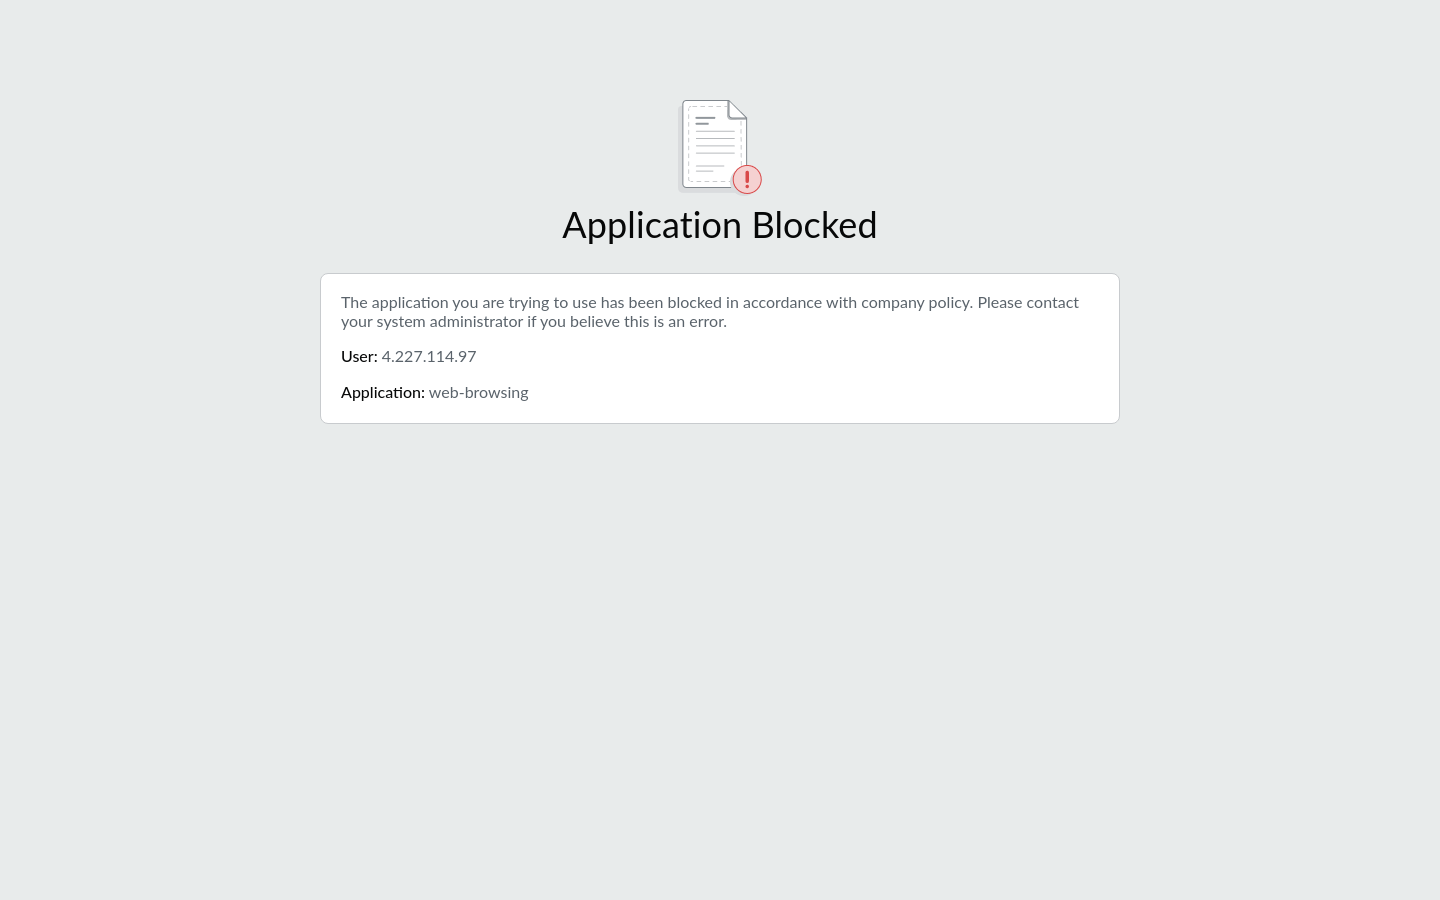 Application Blocked
The application you are trying to use has been blocked in accordance with company policy. Please contact
your system administrator if you believe this is an error.
User: 4.227.114.97
Application: web-browsing